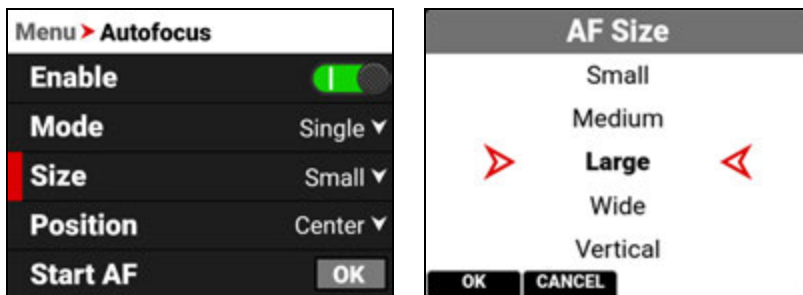 Menu > Autofocus
Enable
Mode Single
Size Small
Position Center
Start AF OK
AF Size
Small
Medium
Large
Wide
Vertical
OK CANCEL